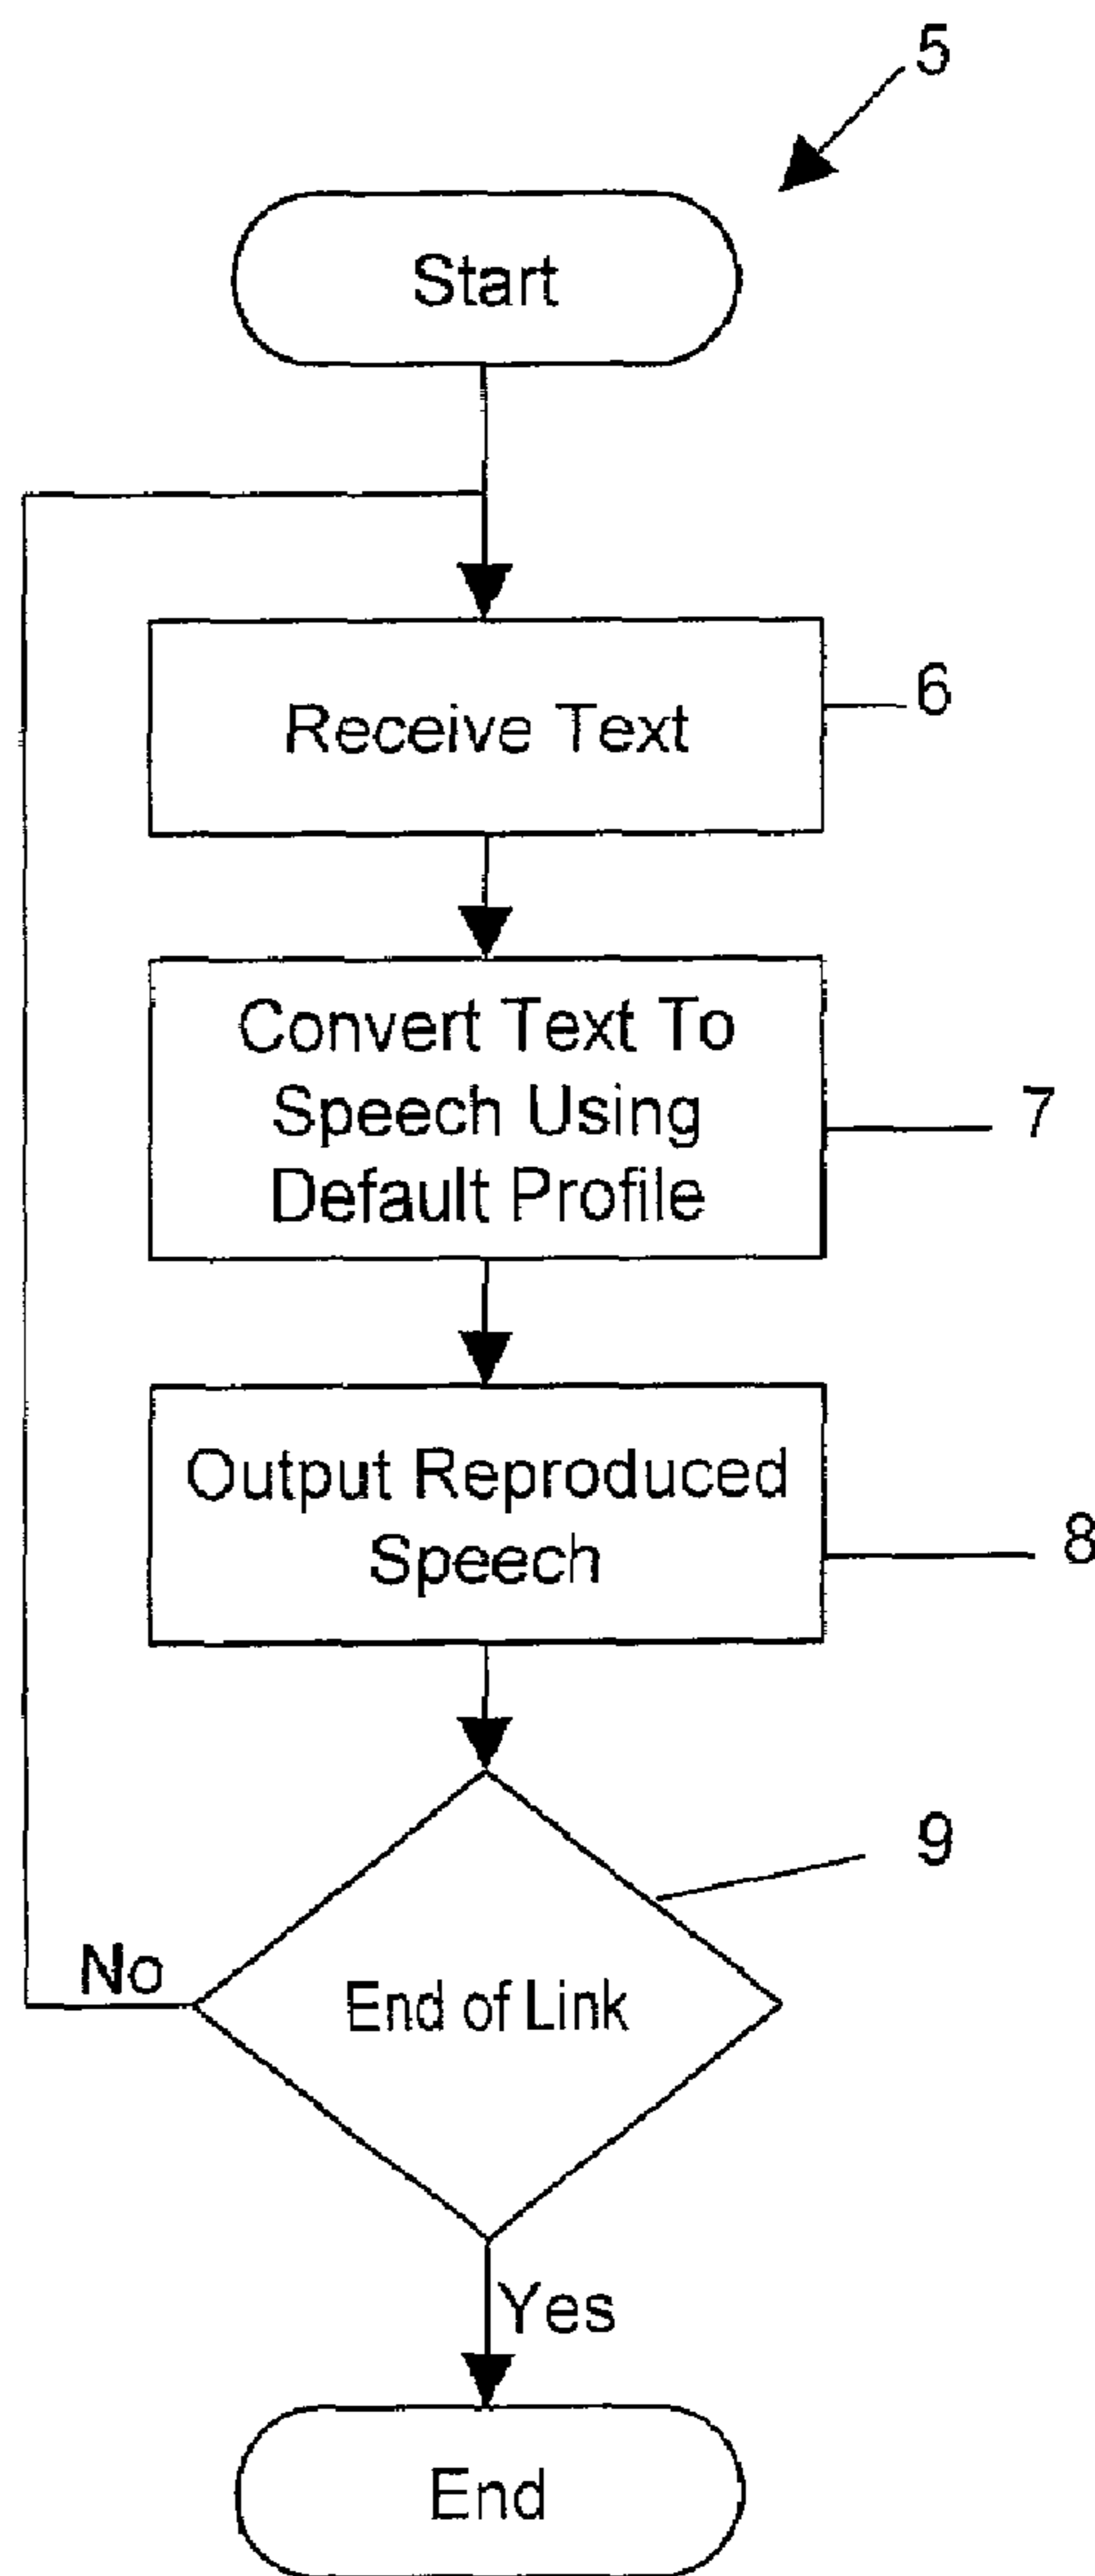 5
Start
Receive Text
6
Convert Text To
Speech Using
Default Profile
7
Output Reproduced
Speech
8
9
No
End of Link
Yes
End